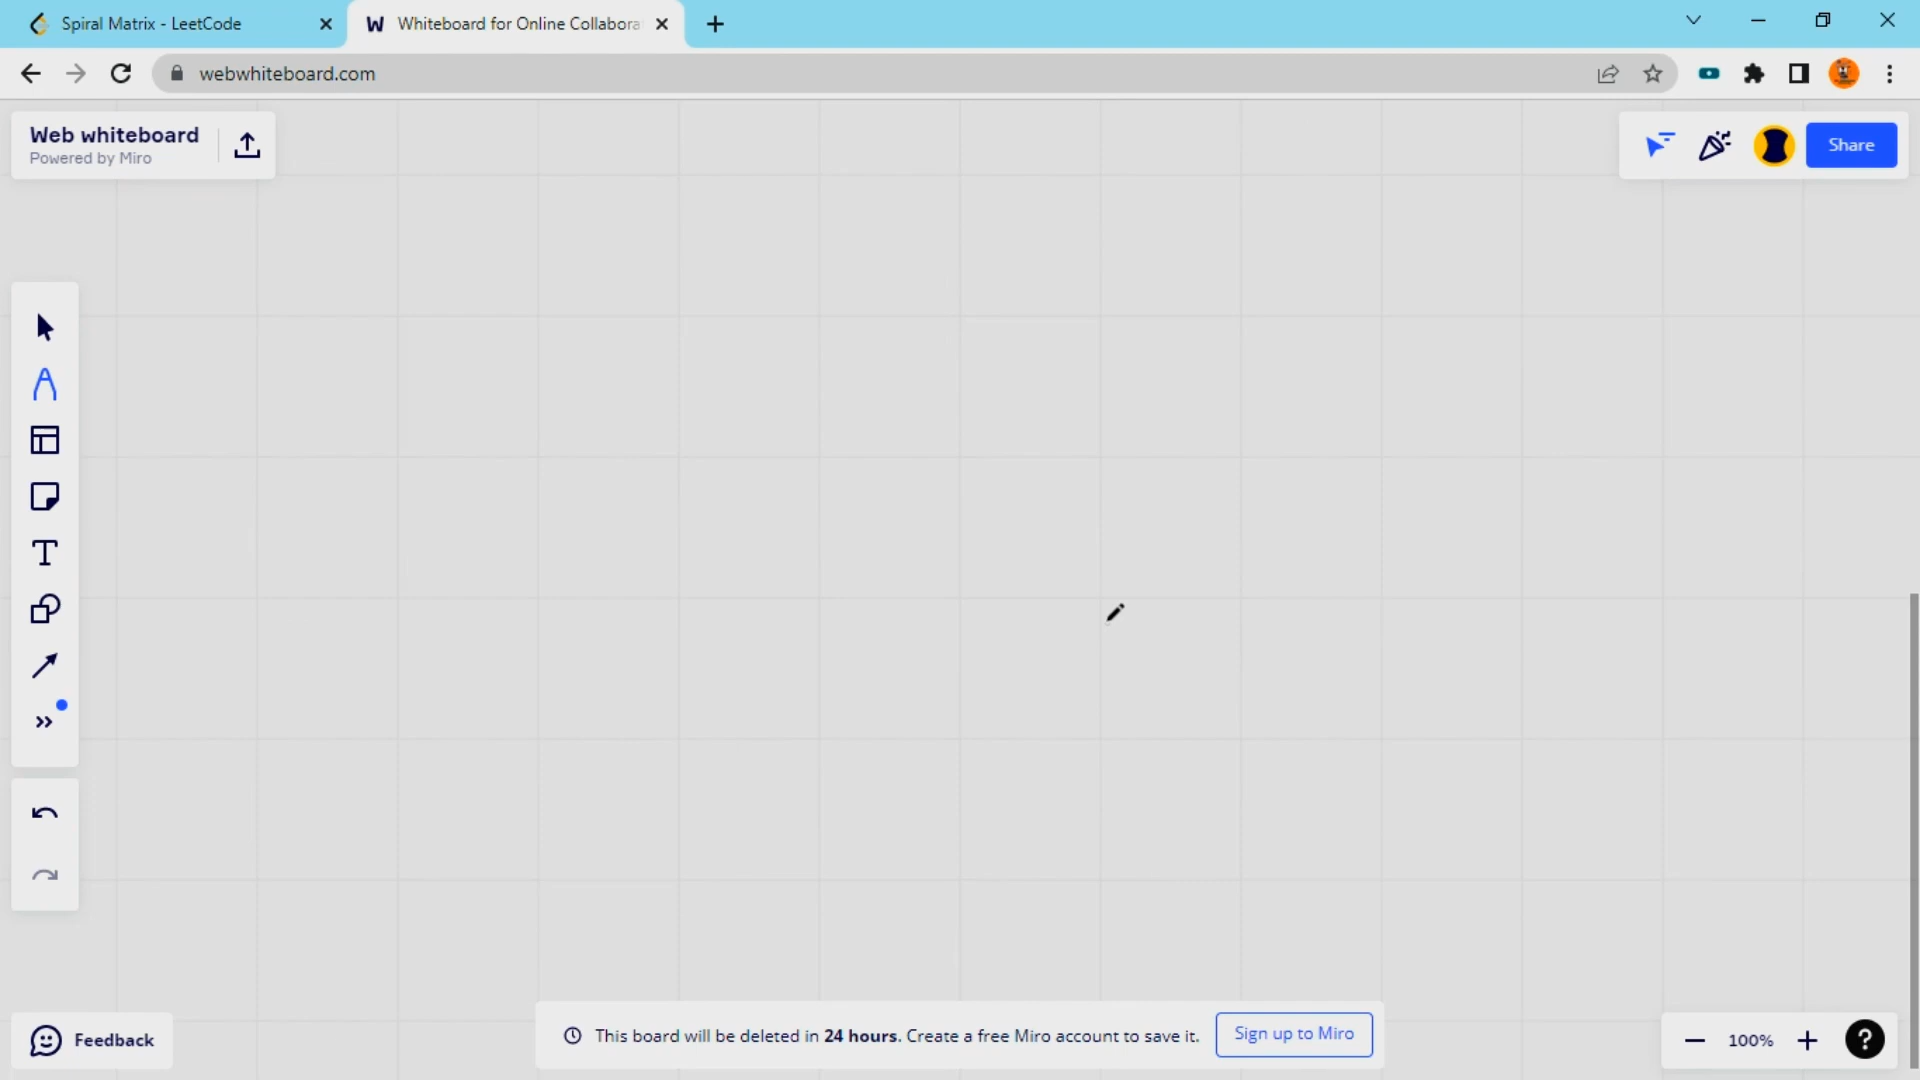 Spiral Matrix - LeetCode
Whiteboard for Online Collabora
webwhiteboard.com
Web whiteboard
Powered by Miro
Share
T
Feedback
This board will be deleted in 24 hours. Create a free Miro account to save it.
Sign up to Miro
100%
?